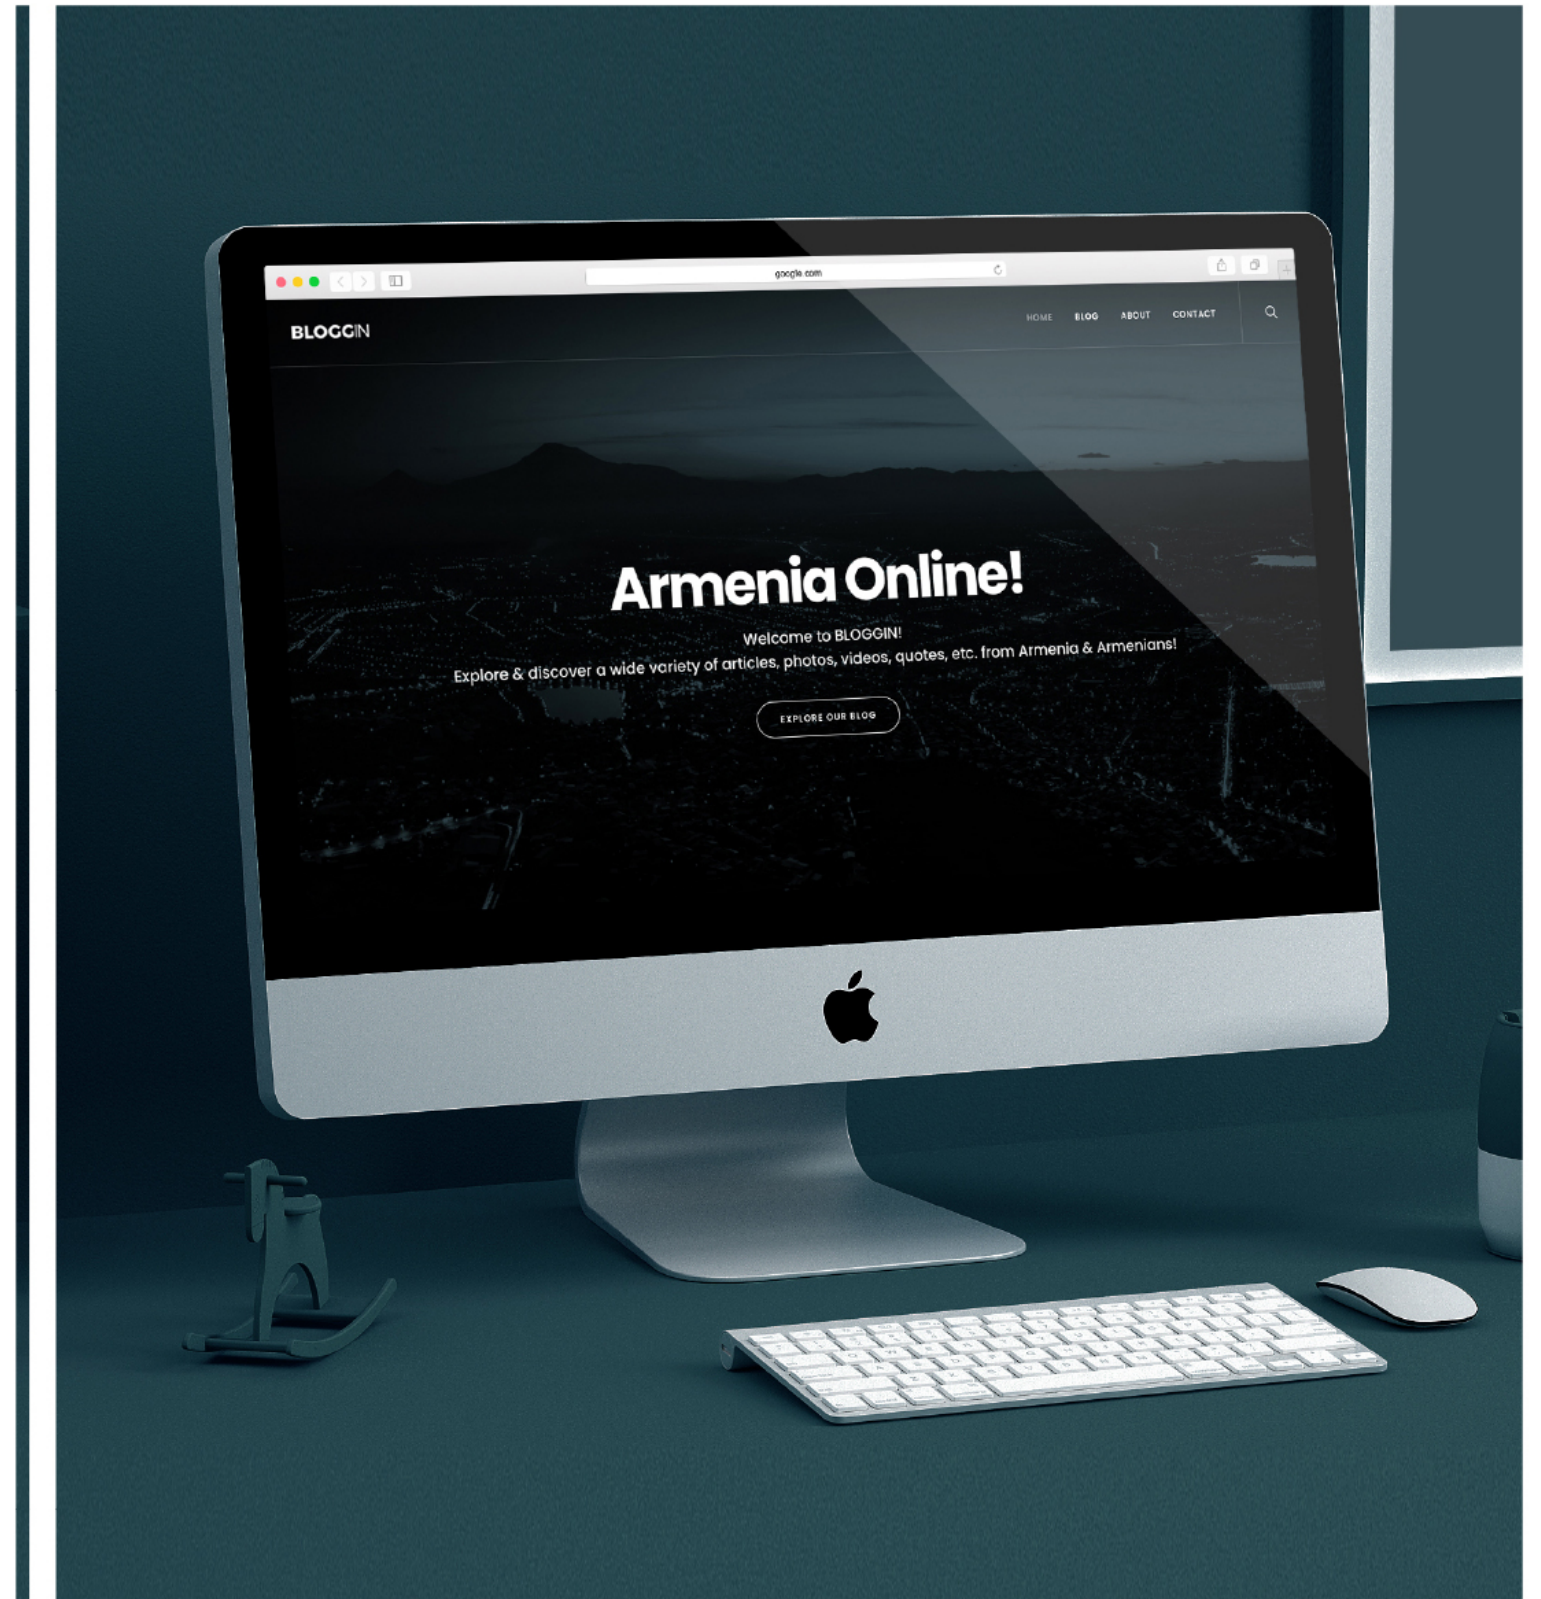 google.com
BLOGGIN
HOME BLOG ABOUT CONTACT
Armenia Online!
Welcome to BLOGGIN!
Explore & discover a wide variety of articles, photos, videos, quotes, etc. from Armenia & Armenians!
EXPLORE OUR BLOG